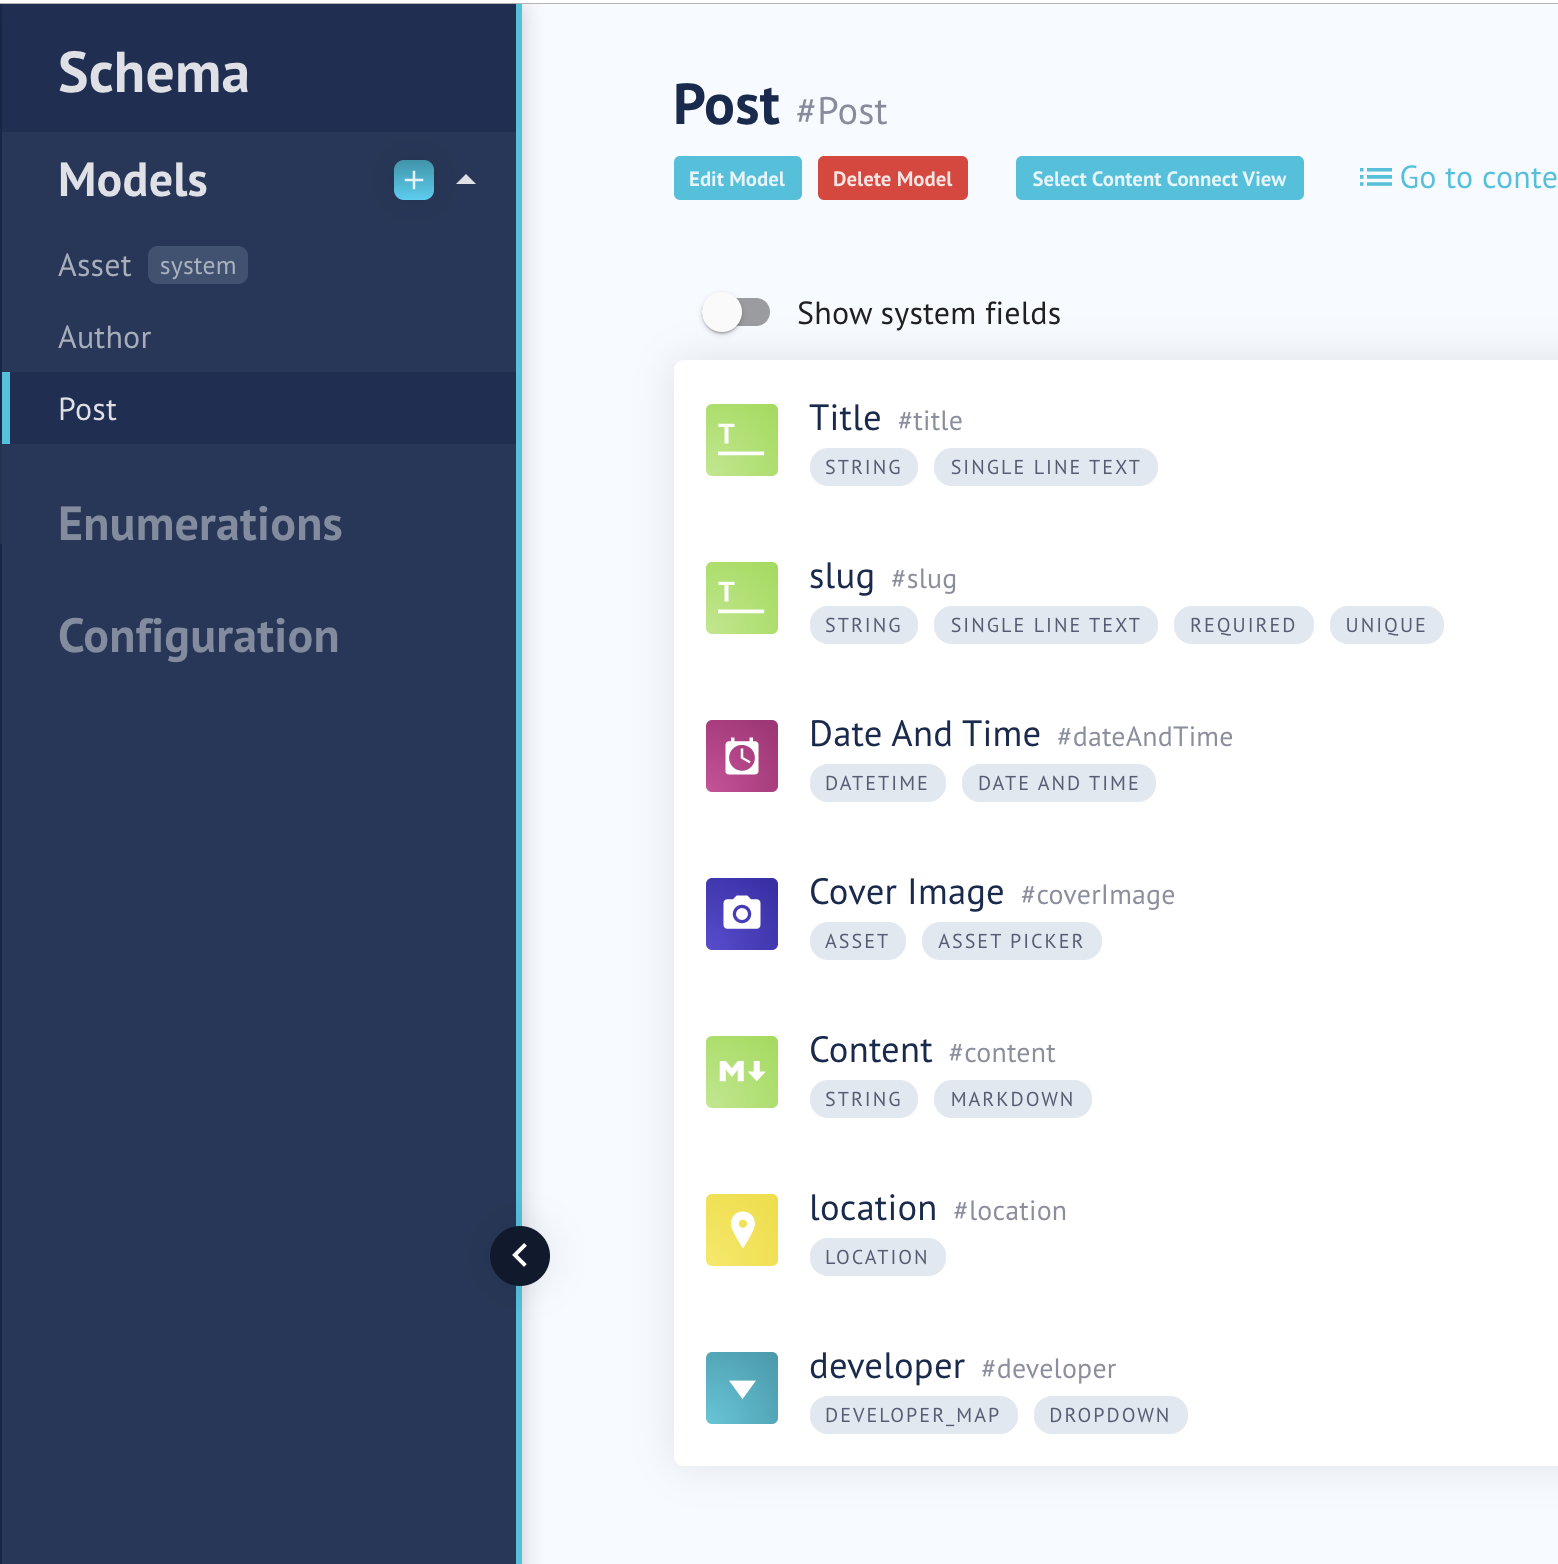 Schema
Models
Asset system
Author
Post
Enumerations
Configuration
Post #Post
Edit Model Delete Model Select Content Connect View Go to conte
Show system fields
T
Title #title
STRING SINGLE LINE TEXT
T
slug #slug
STRING SINGLE LINE TEXT REQUIRED UNIQUE
Date And Time #dateAndTime
DATETIME DATE AND TIME
Cover Image #coverImage
ASSET ASSET PICKER
M
Content #content
STRING MARKDOWN
location #location
LOCATION
developer #developer
DEVELOPER_MAP DROPDOWN